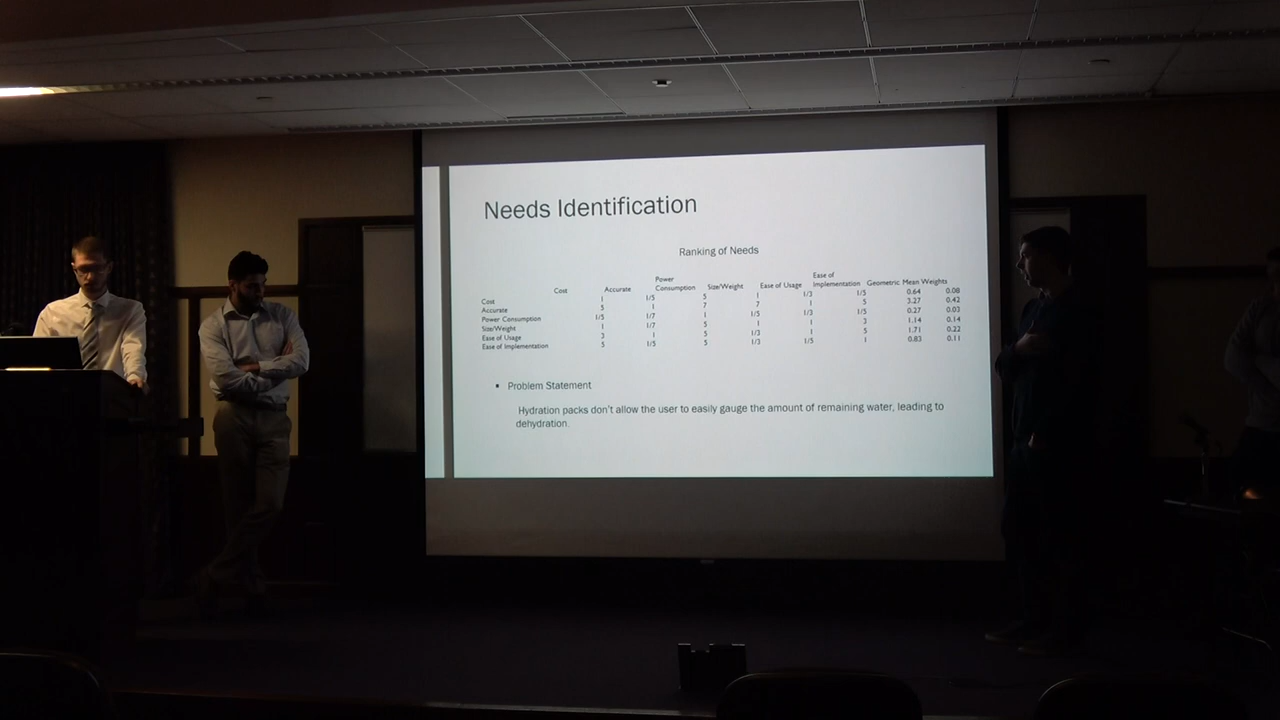 Needs Identification
Ranking of Needs
Cost Accurate Power Consumption Size/Weight Ease of Usage Ease of Implementation Geometric Mean Weights
Cost 1 1/5 5 1 1/3 1/5 0.64 0.08
Accurate 5 1 7 7 1 5 3.27 0.42
Power Consumption 1/5 1/7 1 1/5 1/3 1/5 0.27 0.03
Size/Weight 1 1/7 5 1 1 3 1.14 0.14
Ease of Usage 3 1 5 1/3 1 5 1.71 0.22
Ease of Implementation 5 1/5 5 1/3 1/5 1 0.83 0.11
▪ Problem Statement
Hydration packs don't allow the user to easily gauge the amount of remaining water, leading to
dehydration.